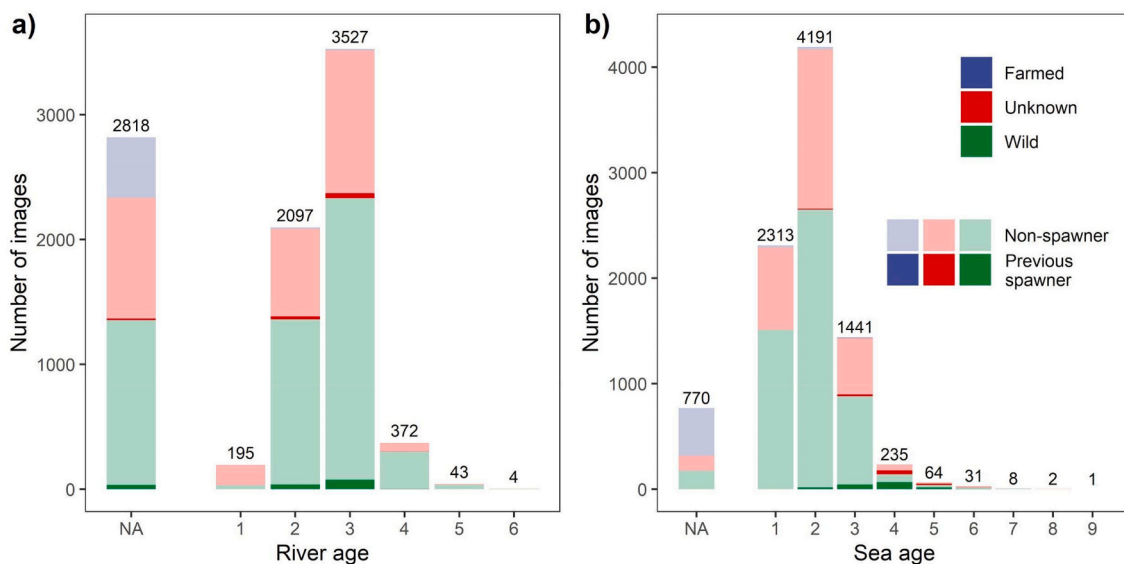 a)
Number of images
3000
2000
1000
0
2818
195
2097
3527
372
43
4
NA 1 2 3 4 5 6
River age
b)
Number of images
4000
3000
2000
1000
0
770
2313
4191
1441
235
64
31
8
2
1
NA 1 2 3 4 5 6 7 8 9
Sea age
Farmed
Unknown
Wild
Non-spawner
Previous
spawner